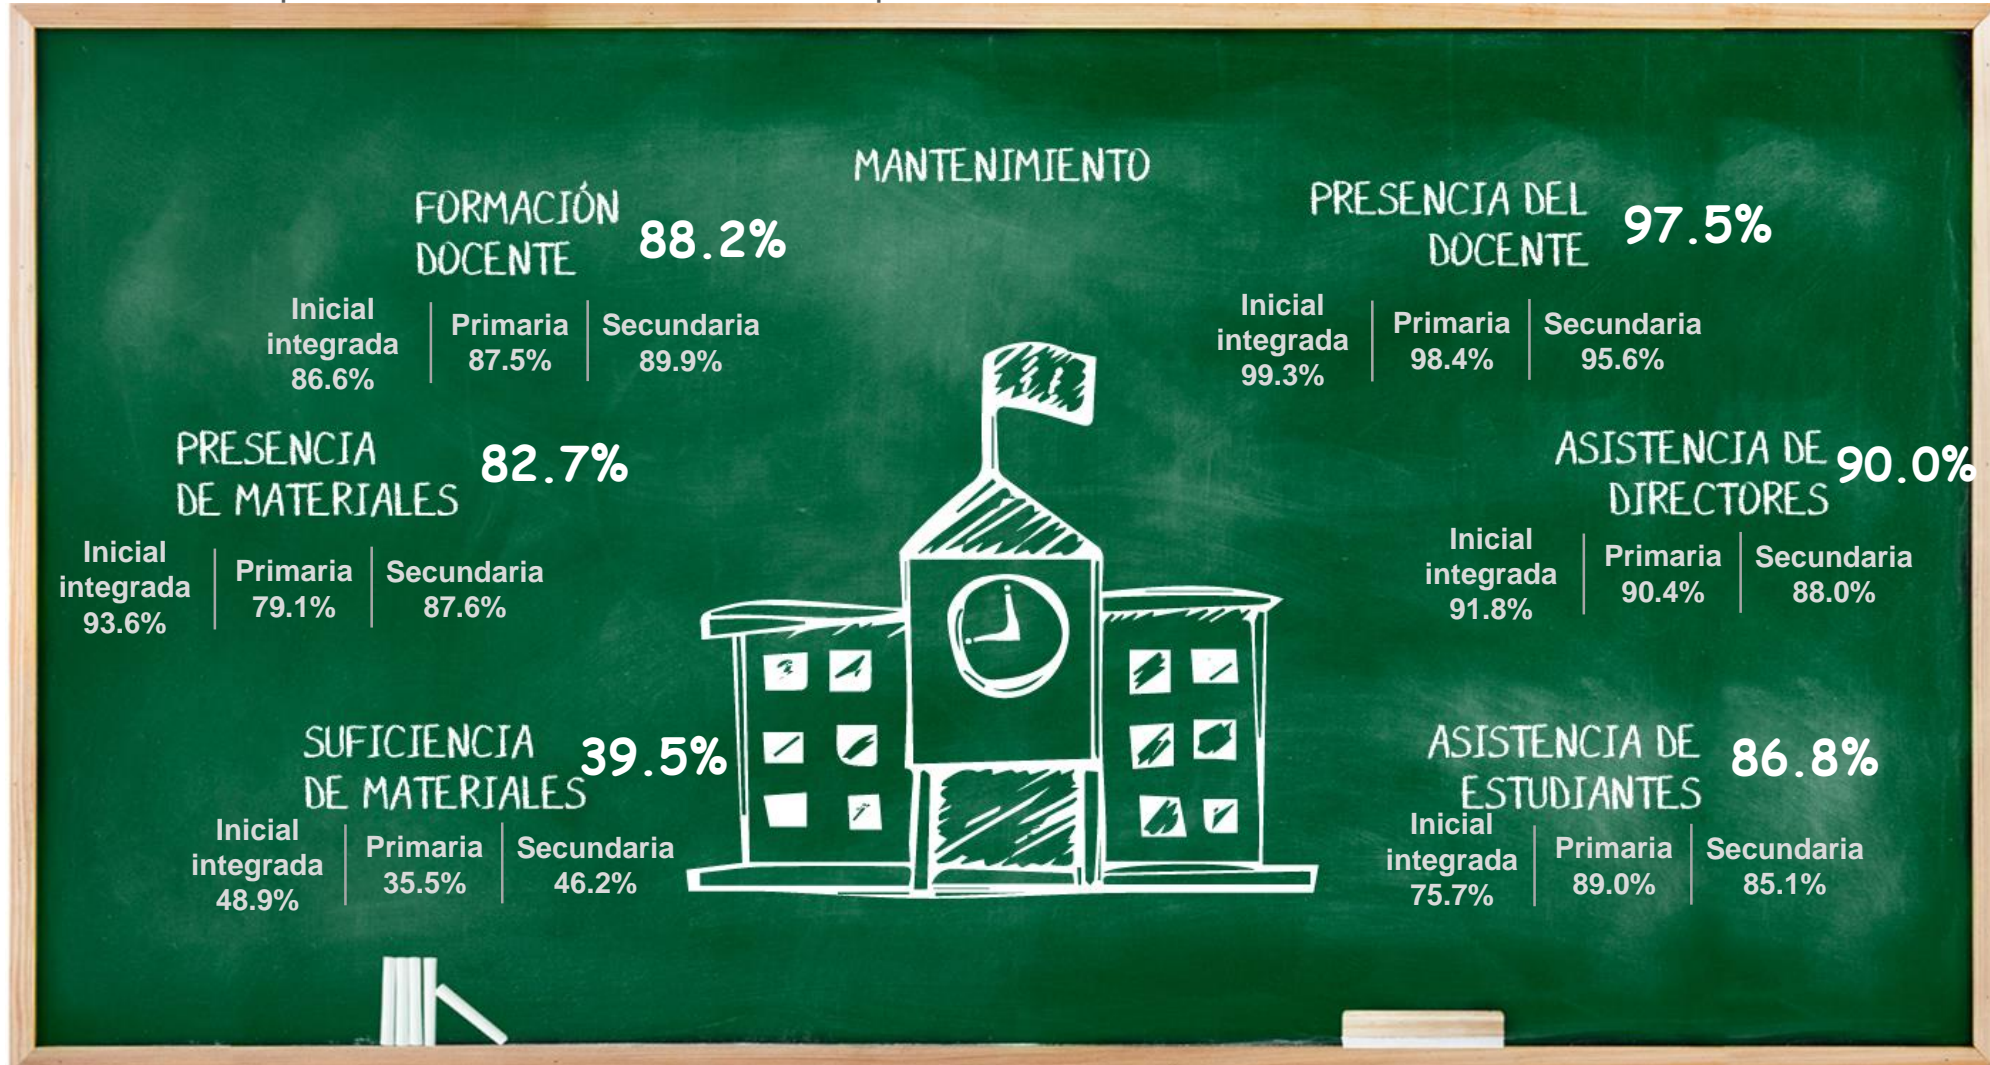 MANTENIMIENTO
FORMACIÓN
DOCENTE
88.2%
Inicial
integrada
86.6%
Primaria
87.5%
Secundaria
89.9%
PRESENCIA
DE MATERIALES
82.7%
Inicial
integrada
93.6%
Primaria
79.1%
Secundaria
87.6%
SUFICIENCIA
DE MATERIALES
39.5%
Inicial
integrada
48.9%
Primaria
35.5%
Secundaria
46.2%
PRESENCIA DEL
DOCENTE
97.5%
Inicial
integrada
99.3%
Primaria
98.4%
Secundaria
95.6%
ASISTENCIA DE
DIRECTORES
90.0%
Inicial
integrada
91.8%
Primaria
90.4%
Secundaria
88.0%
ASISTENCIA DE
ESTUDIANTES
86.8%
Inicial
integrada
75.7%
Primaria
89.0%
Secundaria
85.1%